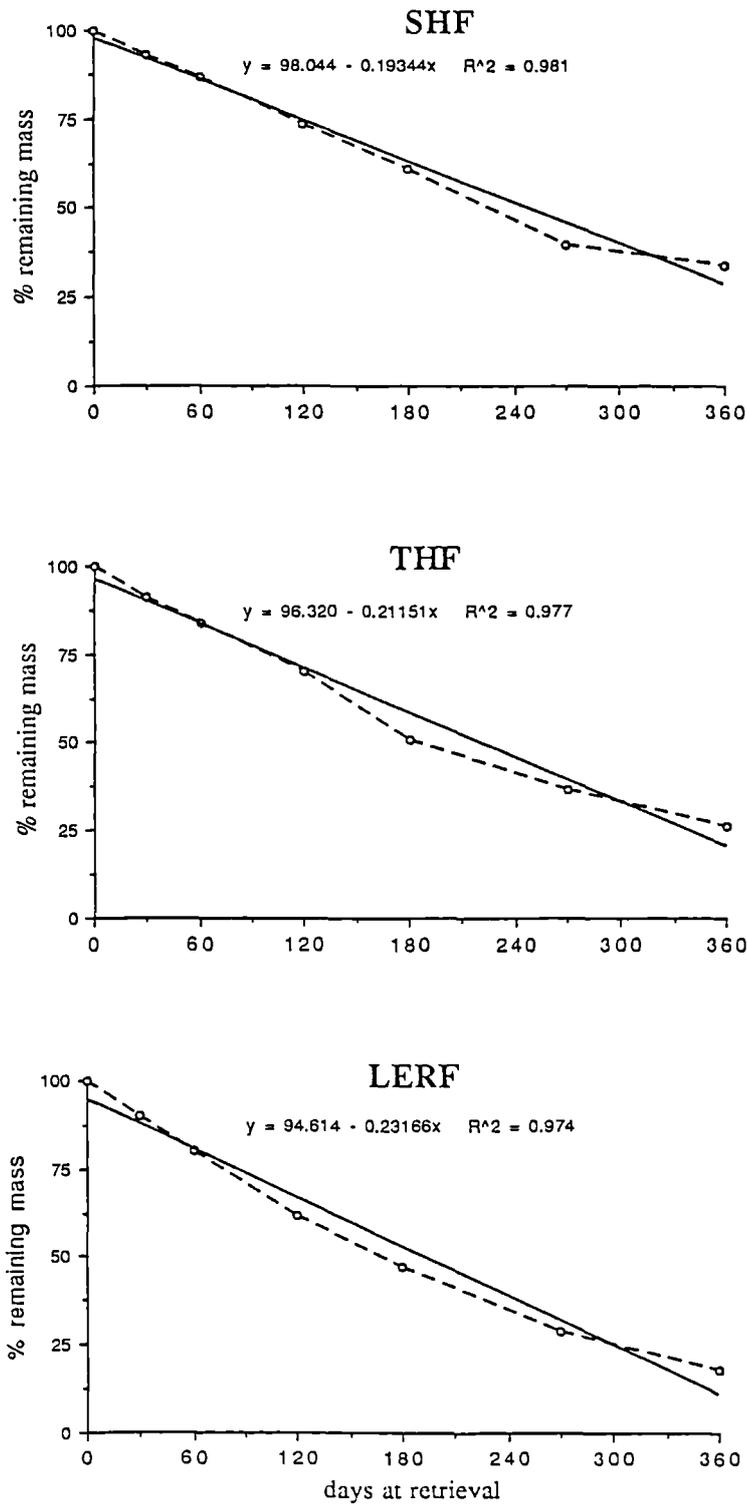 SHF
y = 98.044 - 0.19344x R^2 = 0.981
% remaining mass
100
75
50
25
0
0 60 120 180 240 300 360
THF
y = 96.320 - 0.21151x R^2 = 0.977
% remaining mass
100
75
50
25
0
0 60 120 180 240 300 360
LERF
y = 94.614 - 0.23166x R^2 = 0.974
% remaining mass
100
75
50
25
0
0 60 120 180 240 300 360
days at retrieval